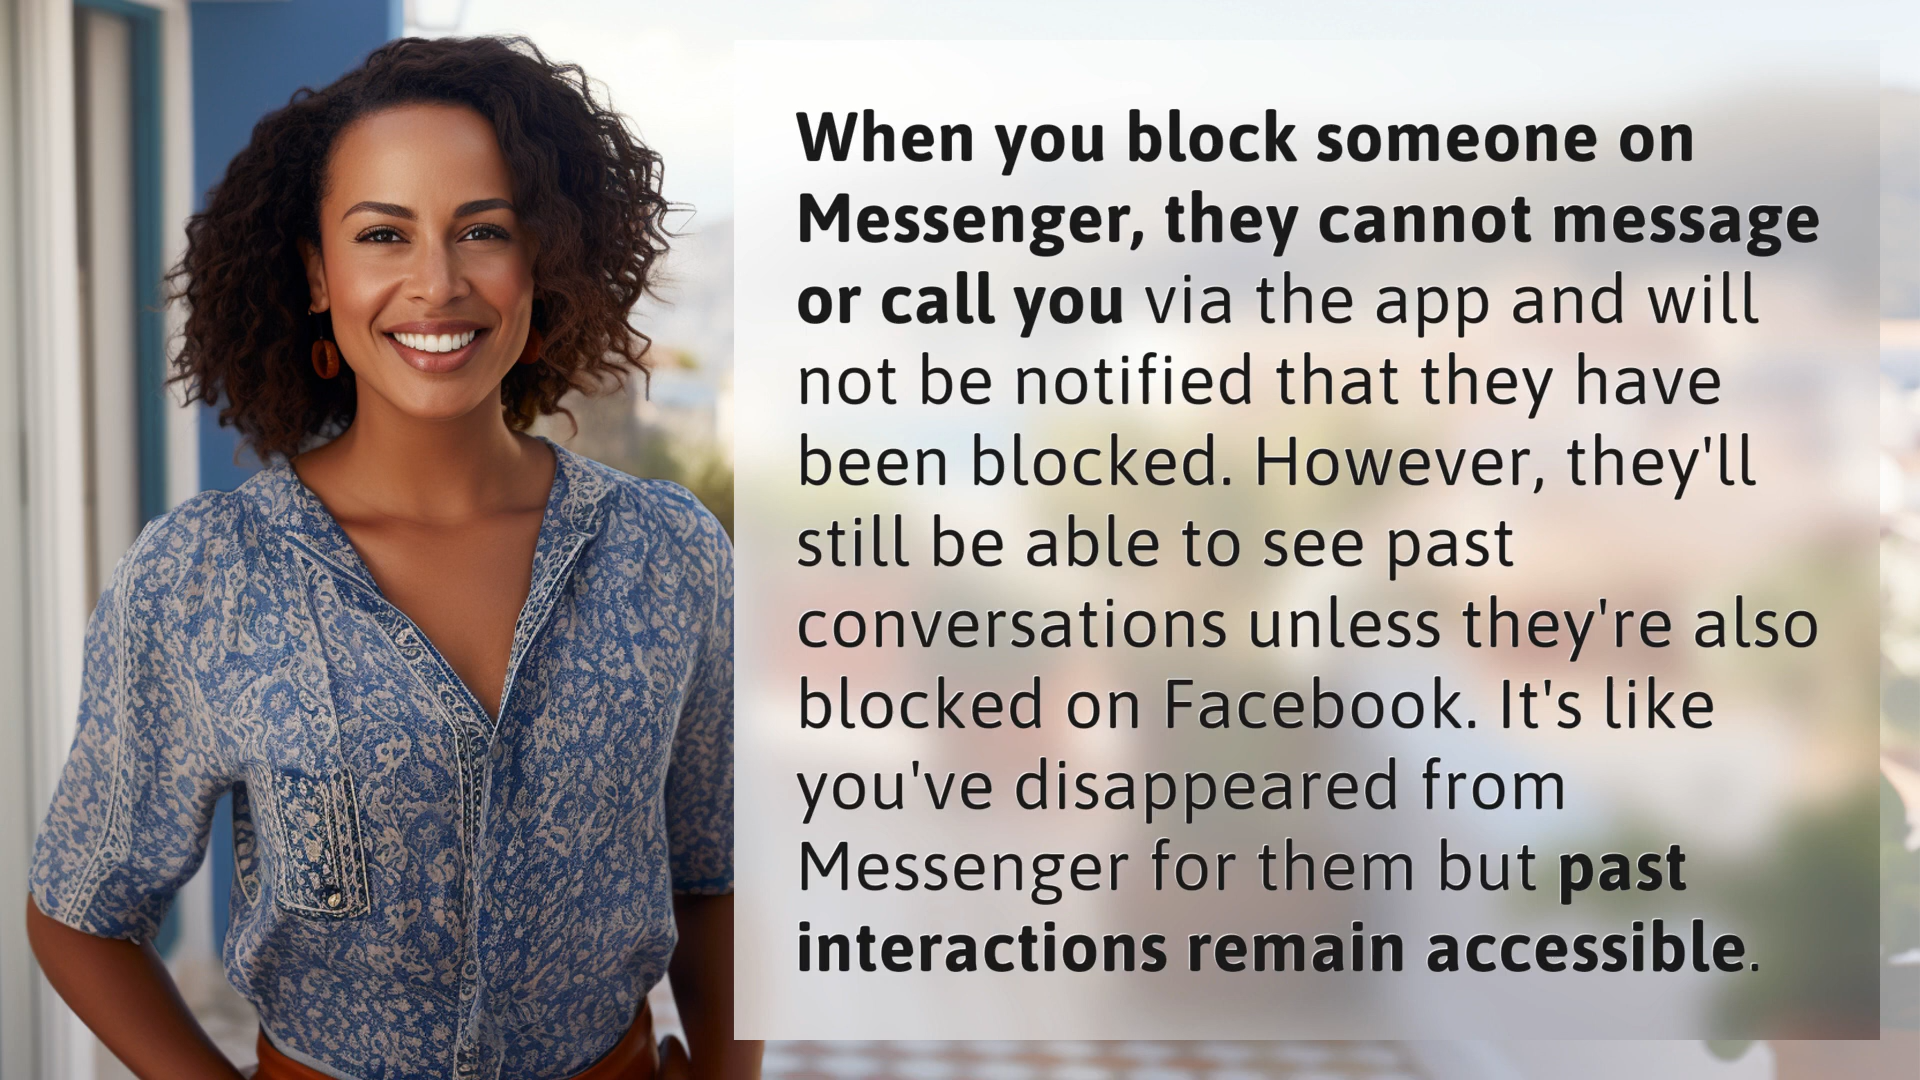 When you block someone on
Messenger, they cannot message
or call you via the app and will
not be notified that they have
been blocked. However, they'll
still be able to see past
conversations unless they're also
blocked on Facebook. It's like
you've disappeared from
Messenger for them but past
interactions remain accessible.